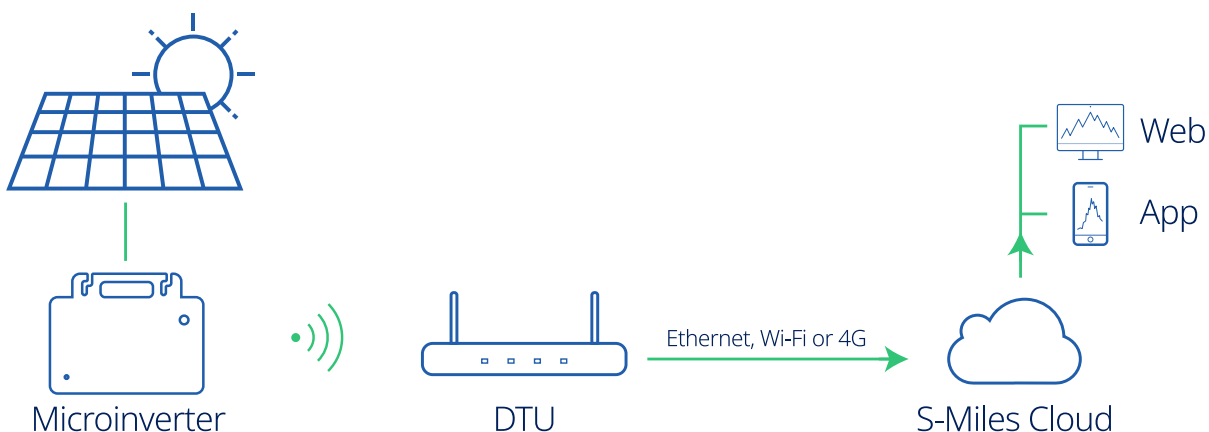 Web
App
Ethernet, Wi-Fi or 4G
Microinverter
DTU
S-Miles Cloud